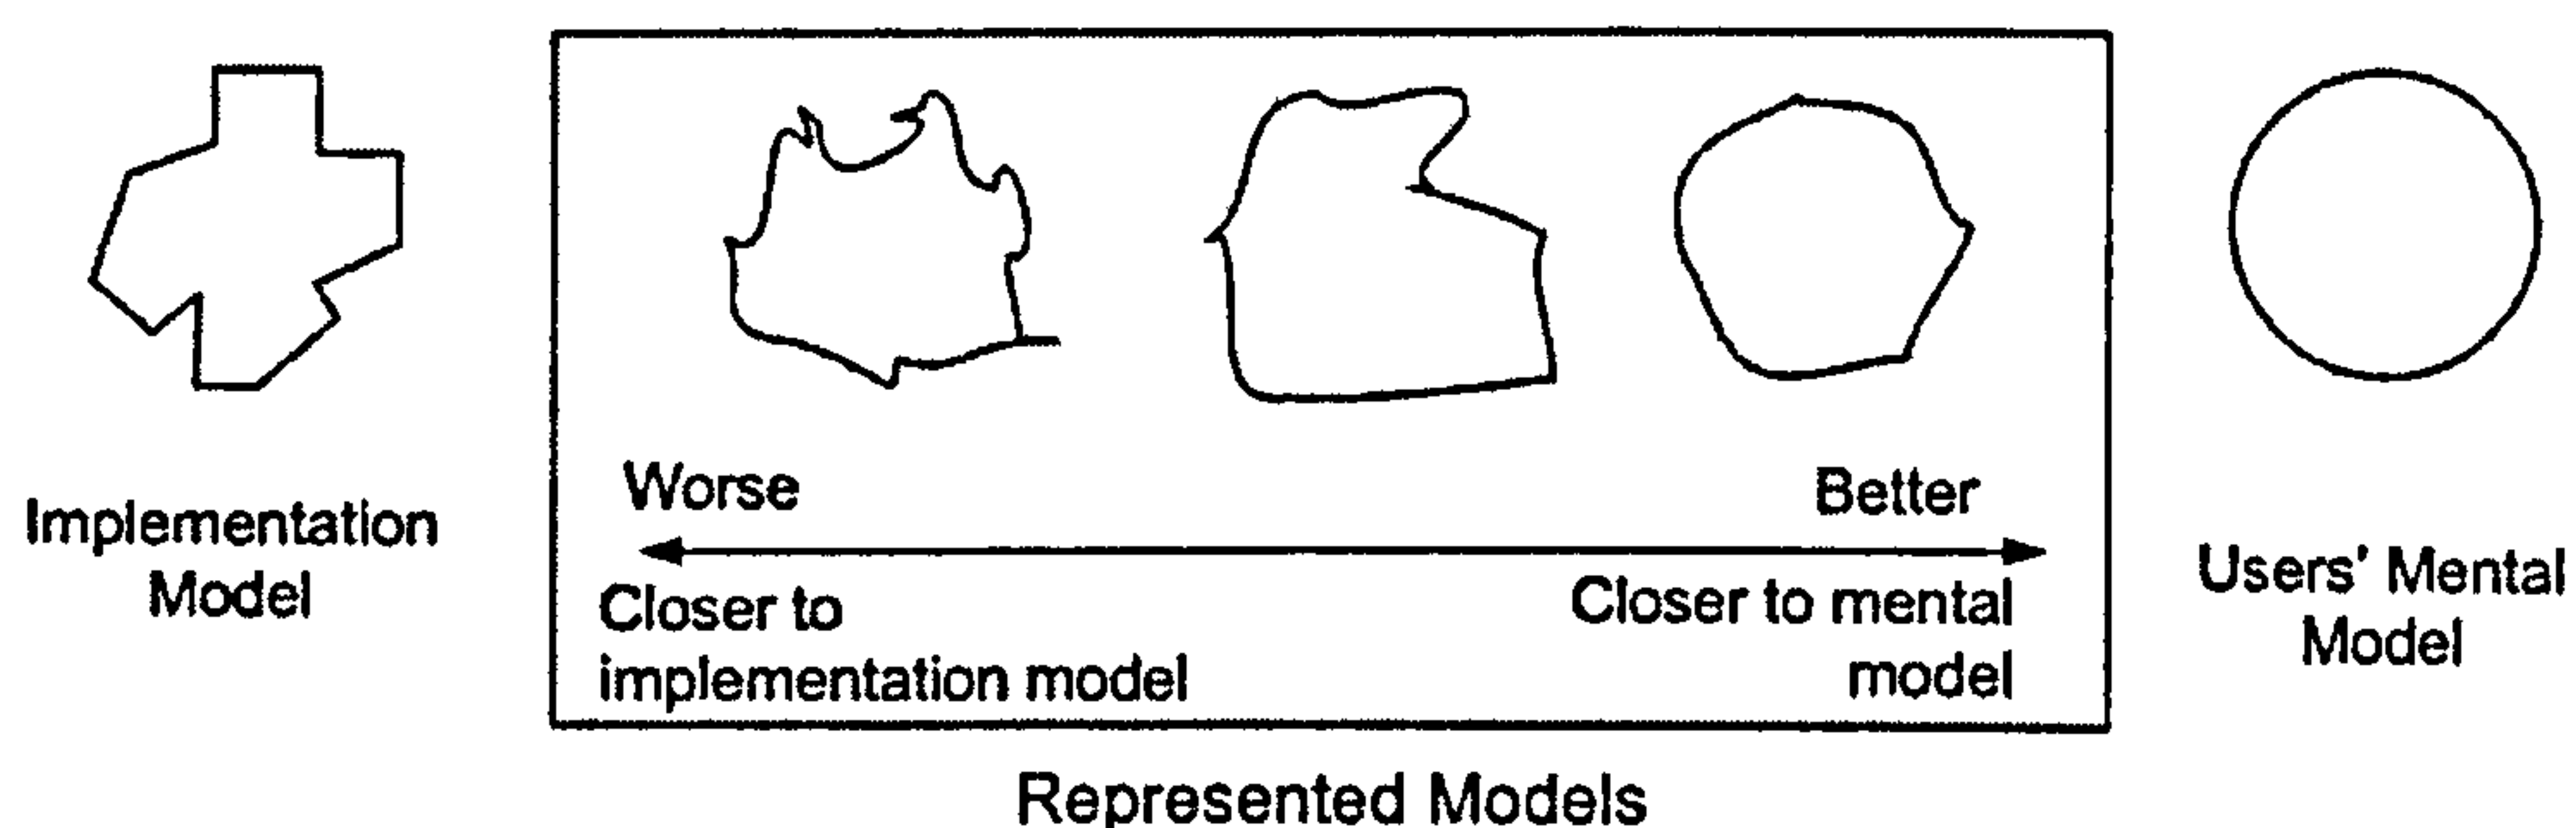 Implementation
Model
Worse
Better
Closer to
implementation model
Closer to mental
model
Users' Mental
Model
Represented Models